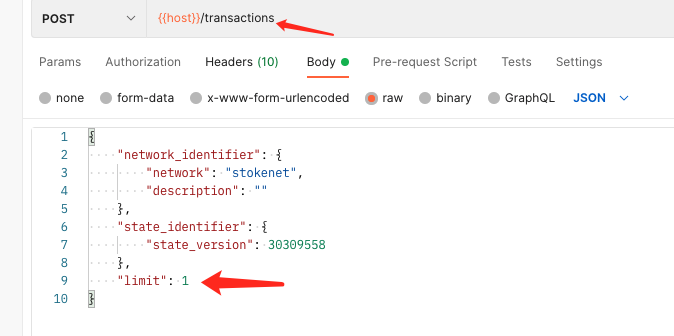 POST {{host}}/transactions
Params Authorization Headers (10) Body Pre-request Script Tests Settings
none form-data x-www-form-urlencoded raw binary GraphQL JSON
1 {
2 "network_identifier": {
3 "network": "stokenet",
4 "description": ""
5 },
6 "state_identifier": {
7 "state_version": 30309558
8 },
9 "limit": 1
10 }